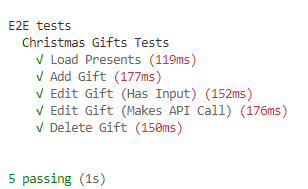 E2E tests
Christmas Gifts Tests
√ Load Presents (119ms)
√ Add Gift (177ms)
√ Edit Gift (Has Input) (152ms)
√ Edit Gift (Makes API Call) (176ms)
√ Delete Gift (150ms)
5 passing (1s)